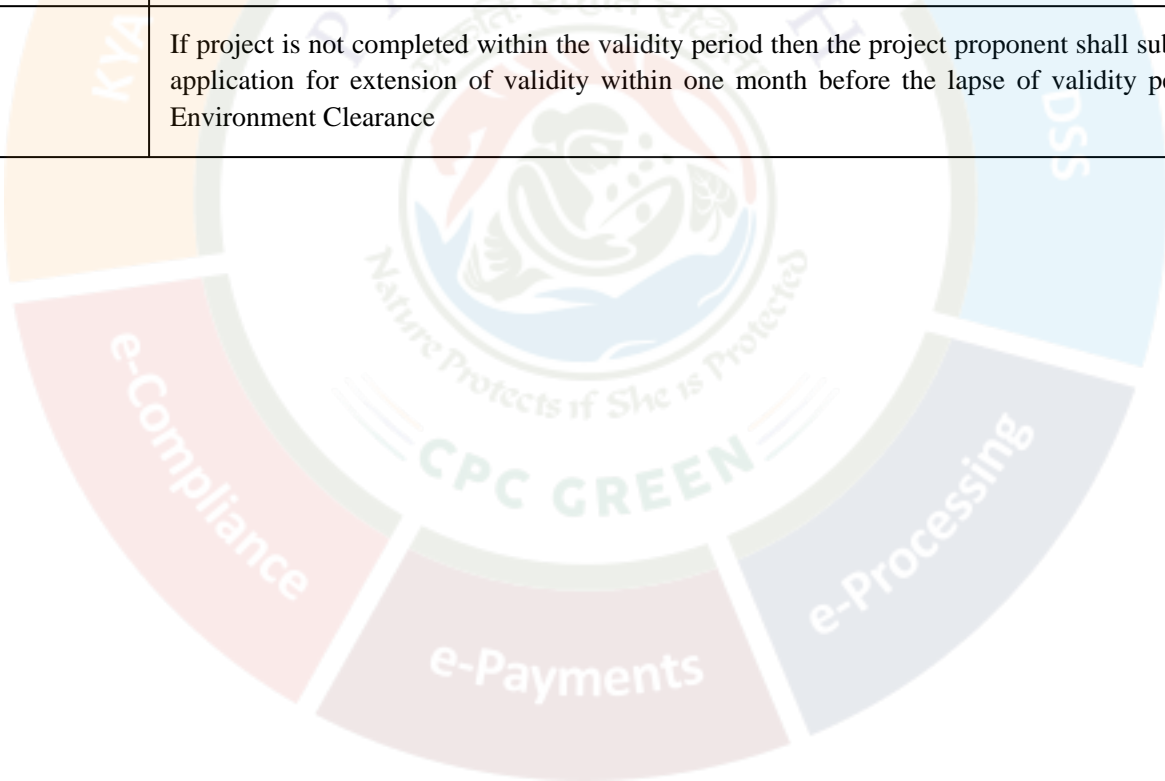 If project is not completed within the validity period then the project proponent shall sub
application for extension of validity within one month before the lapse of validity pe
Environment Clearance
KYA
DSS
Nature Protects if She is Protected
CPC GREEN
e-Compliance
e-Processing
e-Payments